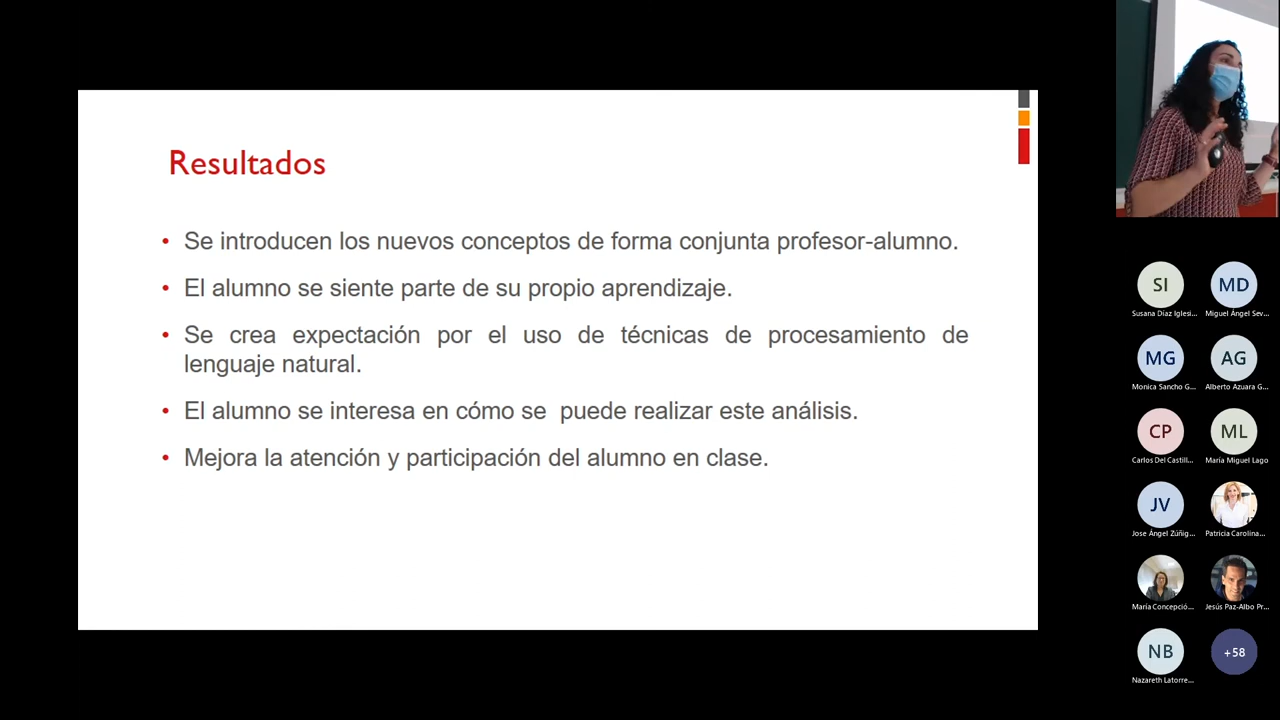 Resultados
• Se introducen los nuevos conceptos de forma conjunta profesor-alumno.
• El alumno se siente parte de su propio aprendizaje.
• Se crea expectación por el uso de técnicas de procesamiento de
lenguaje natural.
• El alumno se interesa en cómo se  puede realizar este análisis.
• Mejora la atención y participación del alumno en clase.
SI
Susana Díaz Iglesi...
MD
Miguel Ángel Sev...
MG
Monica Sancho G...
AG
Alberto Azuara G...
CP
Carlos Del Castill...
ML
María Miguel Lago
JV
Jose Ángel Zúñig...
Patricia Carolina...
María Concepció...
Jesús Paz-Albo Pr...
NB
Nazareth Latorre...
+58